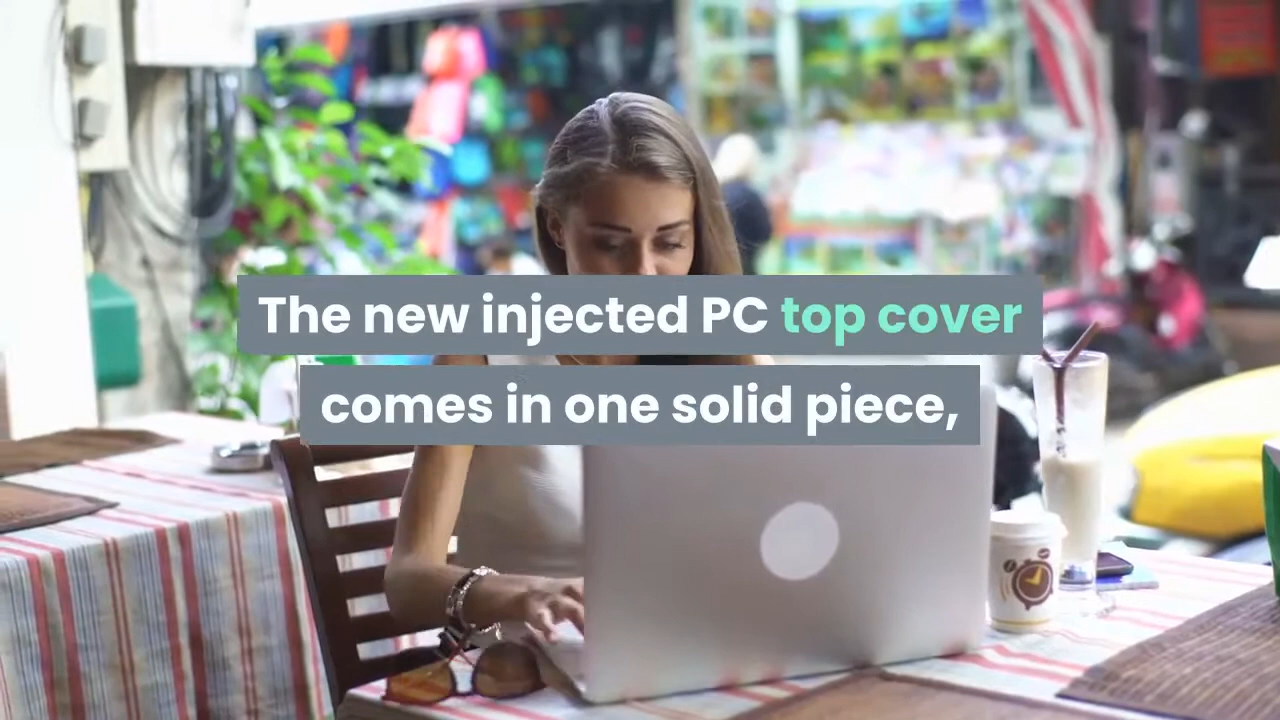 The new injected PC top cover
comes in one solid piece,